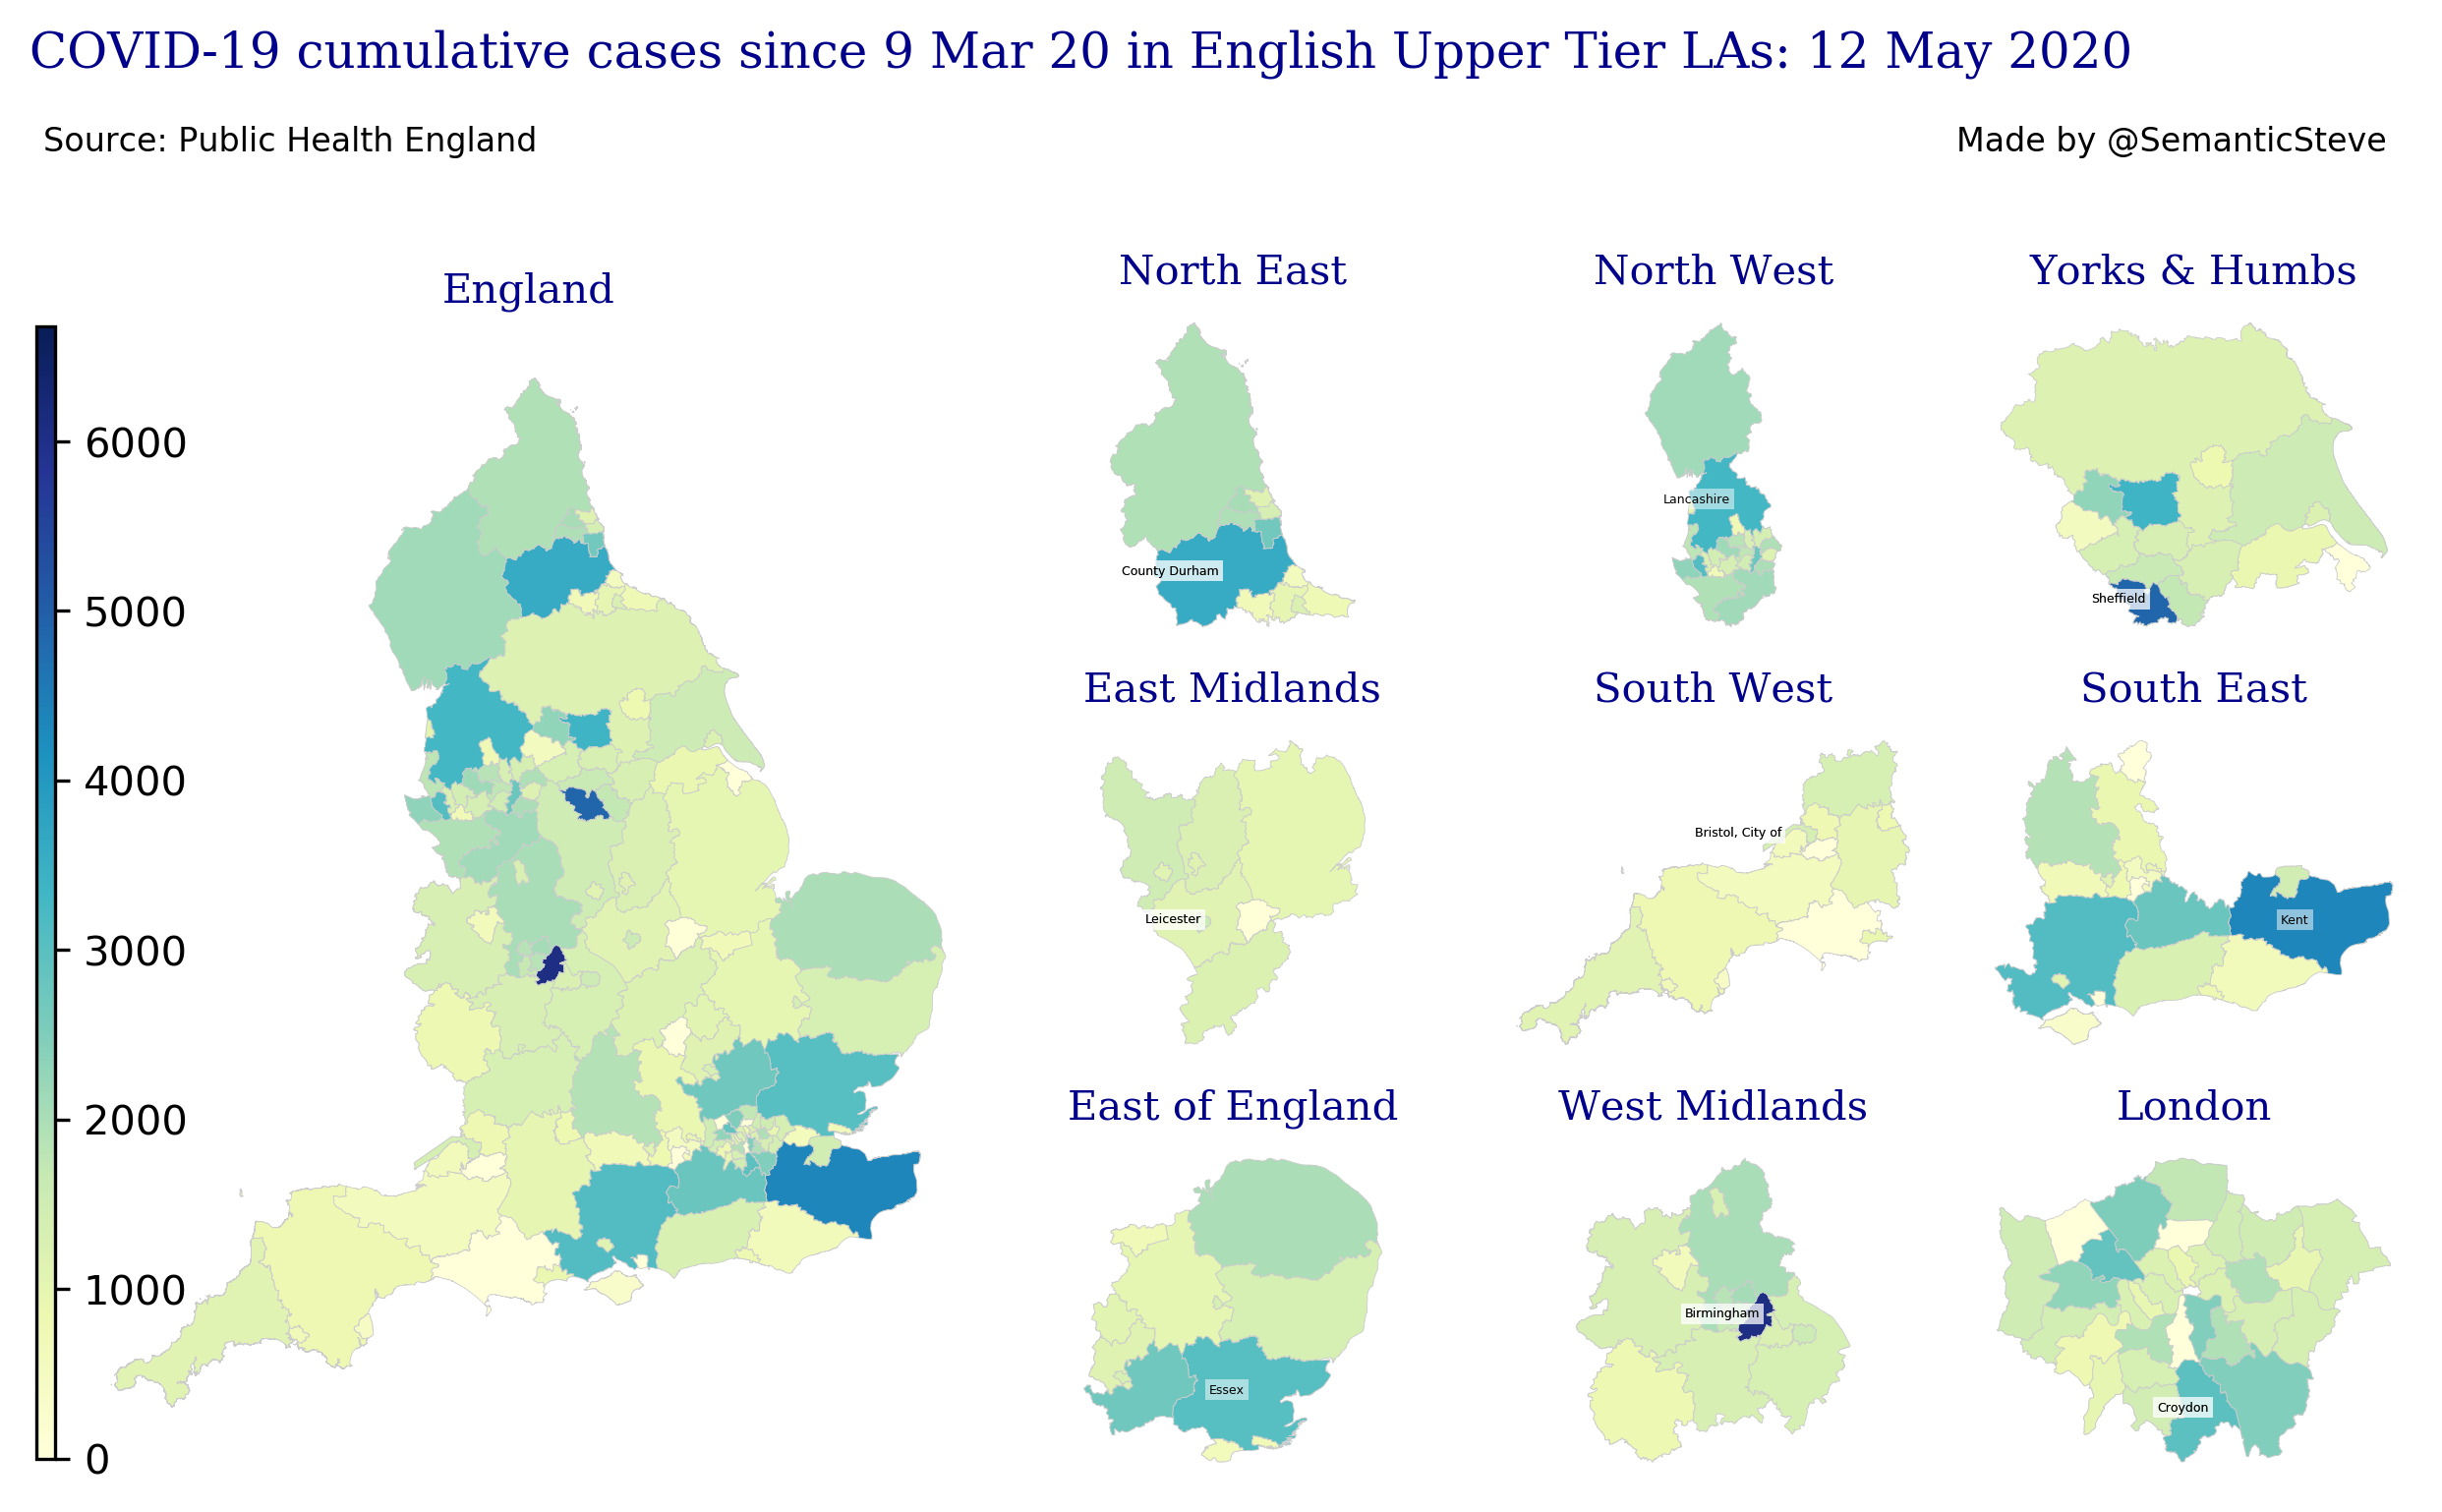 COVID-19 cumulative cases since 9 Mar 20 in English Upper Tier LAs: 12 May 2020
Source: Public Health England
Made by @SemanticSteve
England
North East
North West
Yorks & Humbs
6000
5000
4000
3000
2000
1000
0
County Durham
Lancashire
Sheffield
East Midlands
South West
South East
Leicester
Bristol, City of
Kent
East of England
West Midlands
London
Essex
Birmingham
Croydon